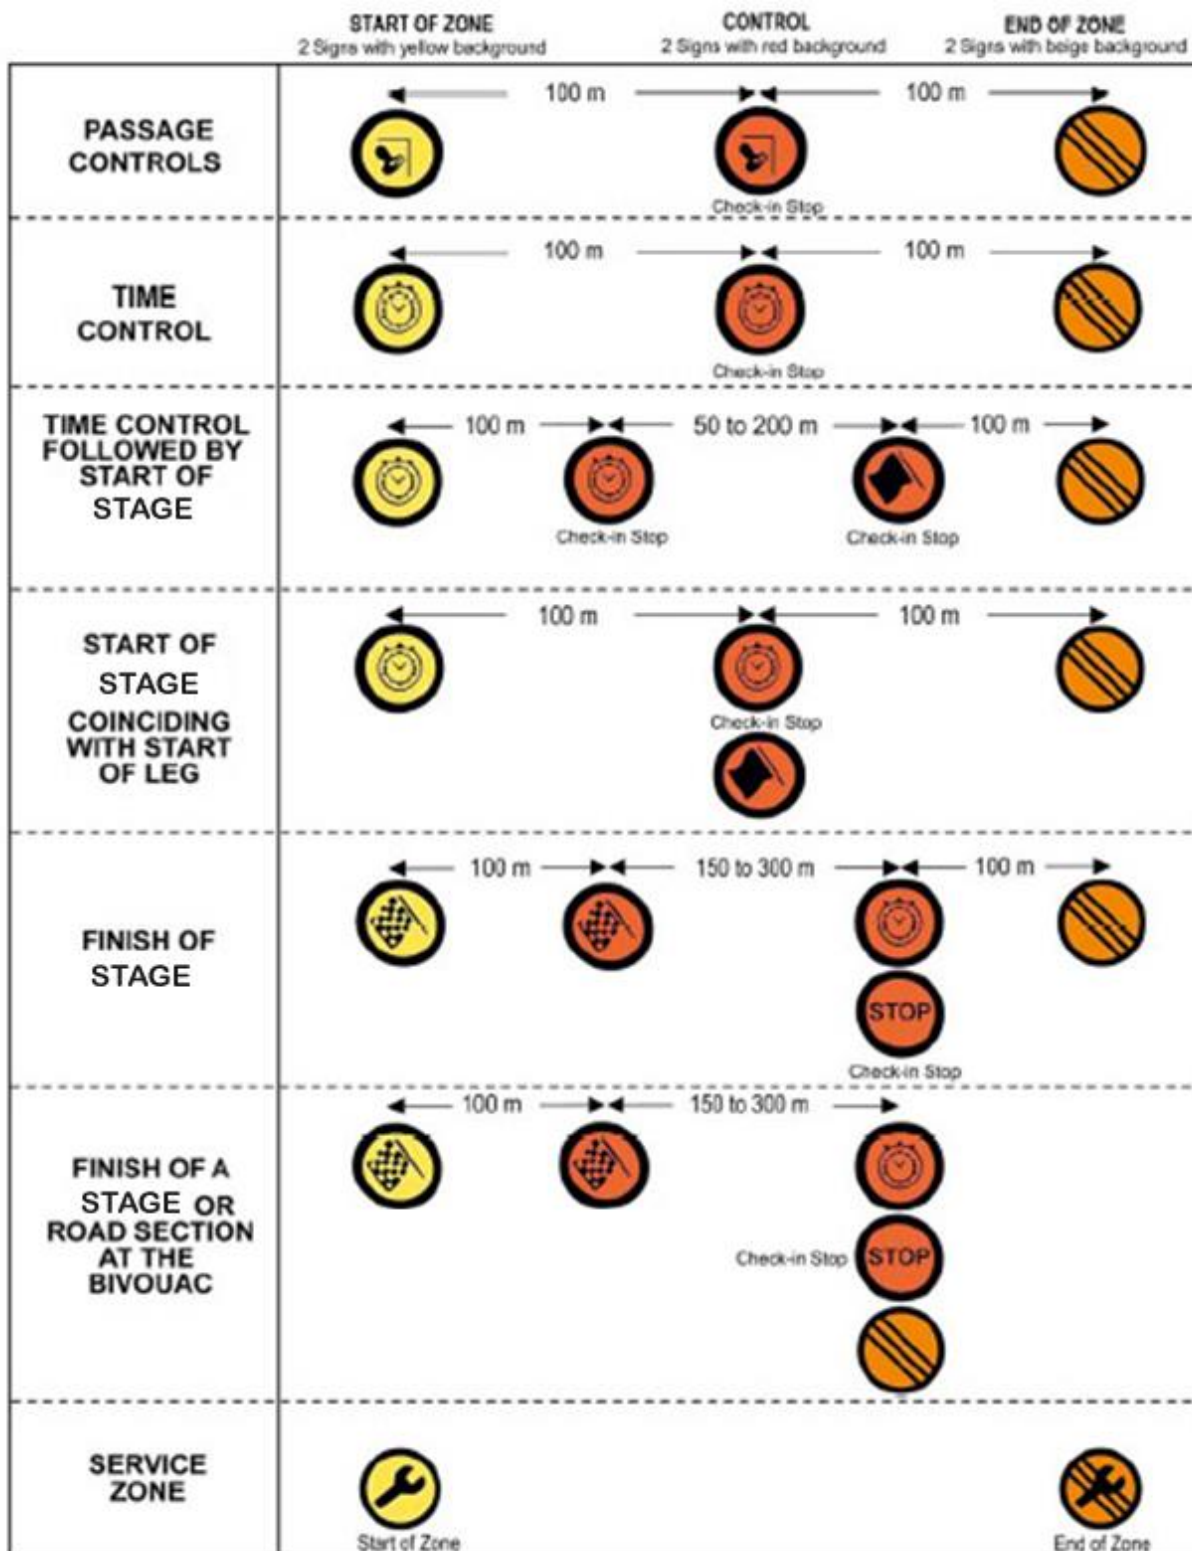 START OF ZONE
2 Signs with yellow background
CONTROL
2 Signs with red background
END OF ZONE
2 Signs with beige background
PASSAGE
CONTROLS
100 m
100 m
Check-in Stop
TIME
CONTROL
100 m
100 m
Check-in Stop
TIME CONTROL
FOLLOWED BY
START OF
STAGE
100 m
50 to 200 m
100 m
Check-in Stop
Check-in Stop
START OF
STAGE
COINCIDING
WITH START
OF LEG
100 m
100 m
Check-in Stop
FINISH OF
STAGE
100 m
150 to 300 m
100 m
STOP
Check-in Stop
FINISH OF A
STAGE OR
ROAD SECTION
AT THE
BIVOUAC
100 m
150 to 300 m
Check-in Stop
STOP
SERVICE
ZONE
Start of Zone
End of Zone